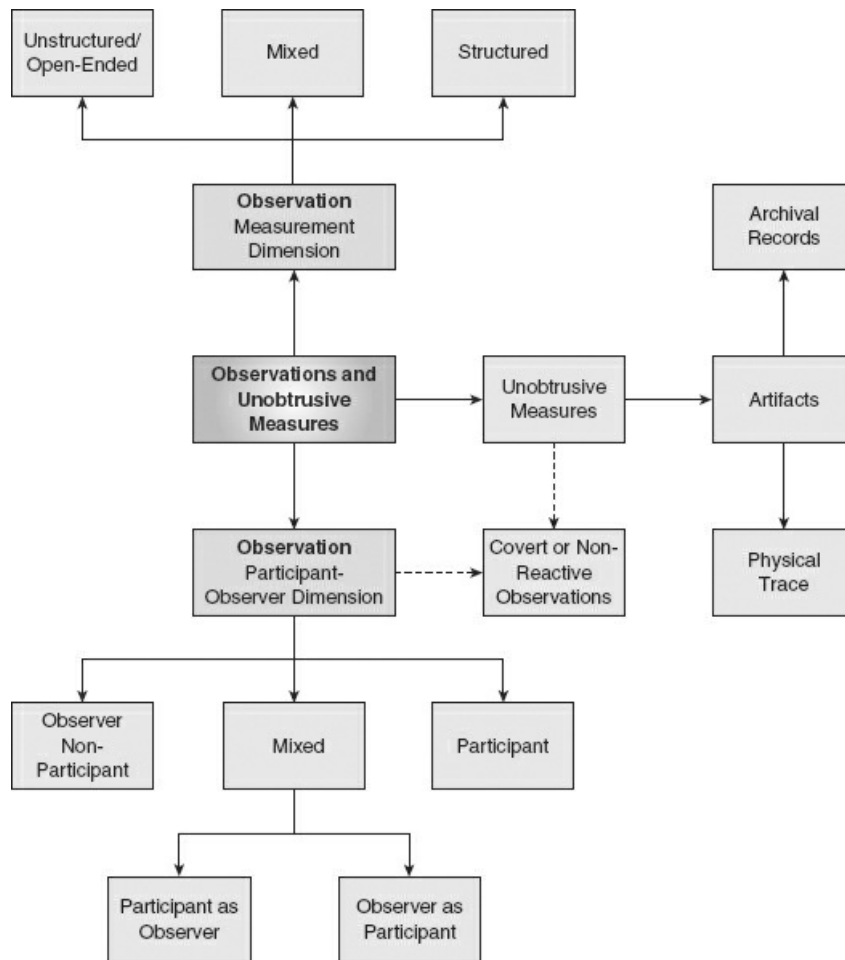 Unstructured/
Open-Ended
Mixed
Structured
Observation
Measurement
Dimension
Archival
Records
Observations and
Unobtrusive
Measures
Unobtrusive
Measures
Artifacts
Observation
Participant-
Observer Dimension
Covert or Non-
Reactive
Observations
Physical
Trace
Observer
Non-
Participant
Mixed
Participant
Participant as
Observer
Observer as
Participant